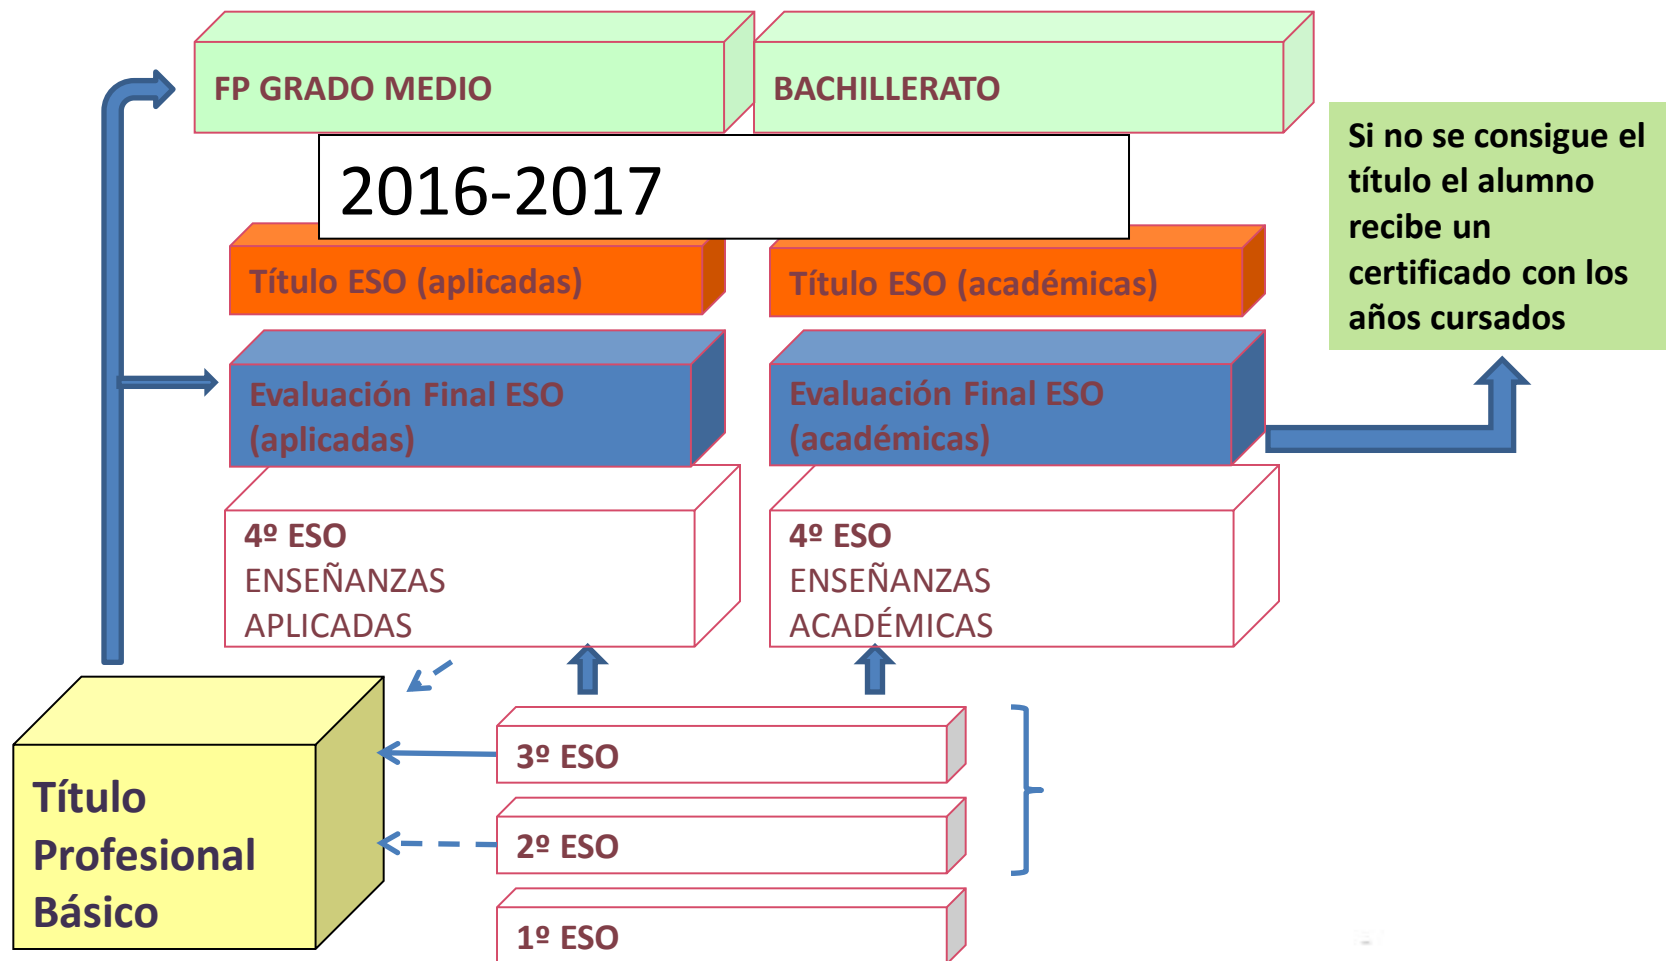 FP GRADO MEDIO
BACHILLERATO
Si no se consigue el
título el alumno
recibe un
certificado con los
años cursados
2016-2017
Título ESO (aplicadas)
Título ESO (académicas)
Evaluación Final ESO
(aplicadas)
Evaluación Final ESO
(académicas)
4º ESO
ENSEÑANZAS
APLICADAS
4º ESO
ENSEÑANZAS
ACADÉMICAS
3º ESO
2º ESO
1º ESO
Título
Profesional
Básico